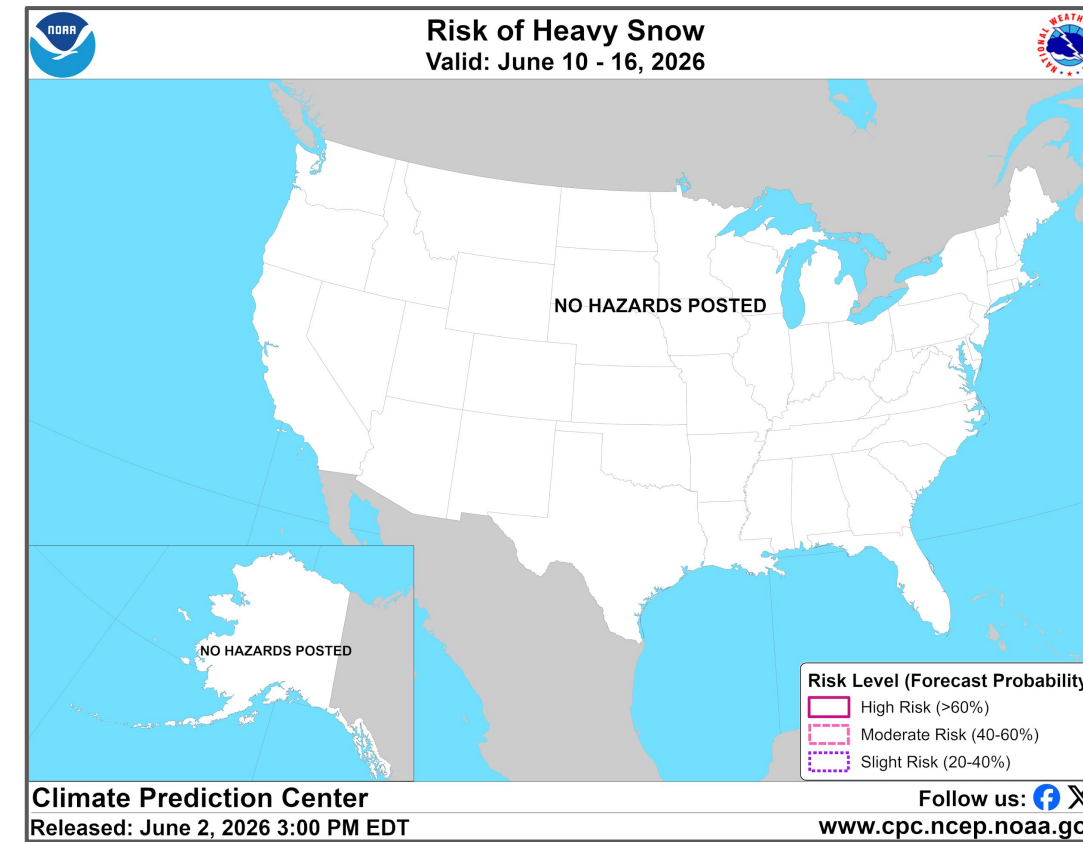 NOAA
Risk of Heavy Snow
Valid: June 10 - 16, 2026
NATIONAL WEATH
NO HAZARDS POSTED
NO HAZARDS POSTED
Risk Level (Forecast Probability
High Risk (>60%)
Moderate Risk (40-60%)
Slight Risk (20-40%)
Climate Prediction Center
Follow us:
Released: June 2, 2026 3:00 PM EDT
www.cpc.ncep.noaa.go